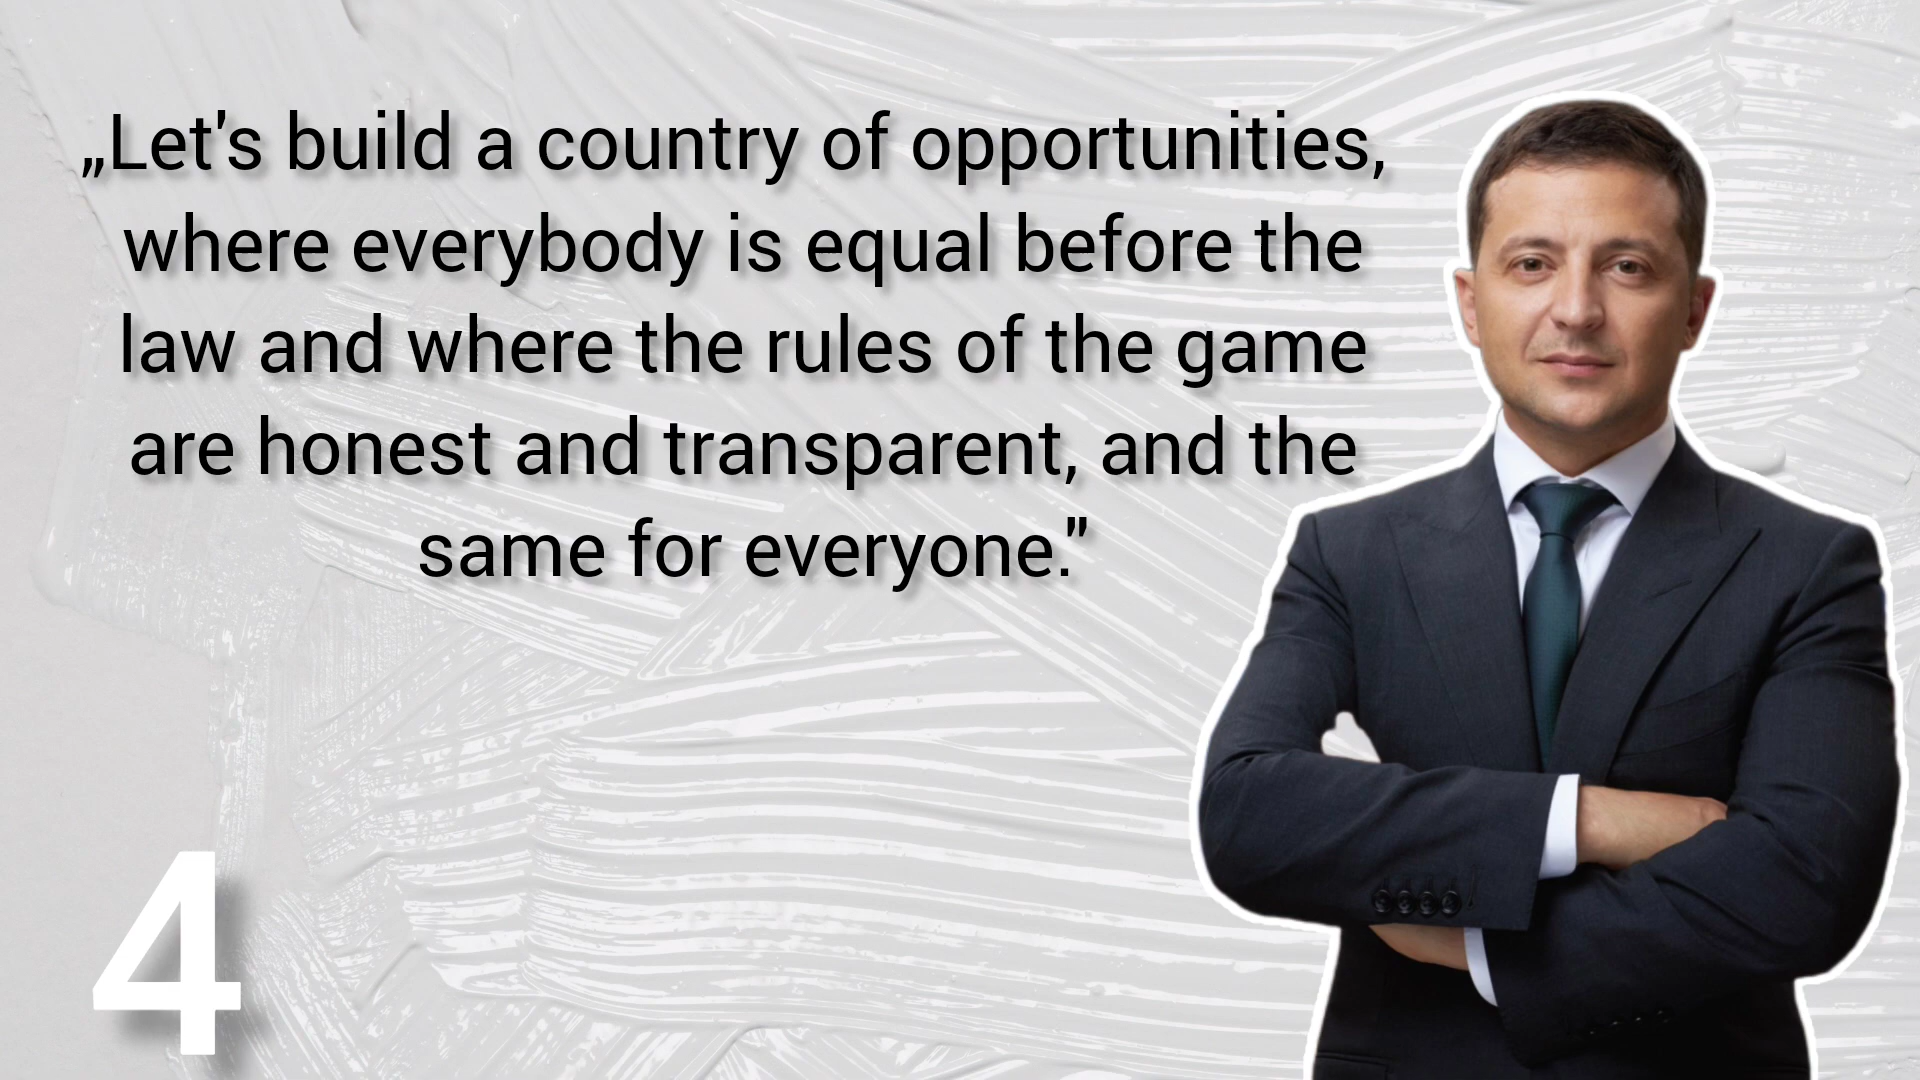 „Let's build a country of opportunities,
where everybody is equal before the
law and where the rules of the game
are honest and transparent, and the
same for everyone."
4